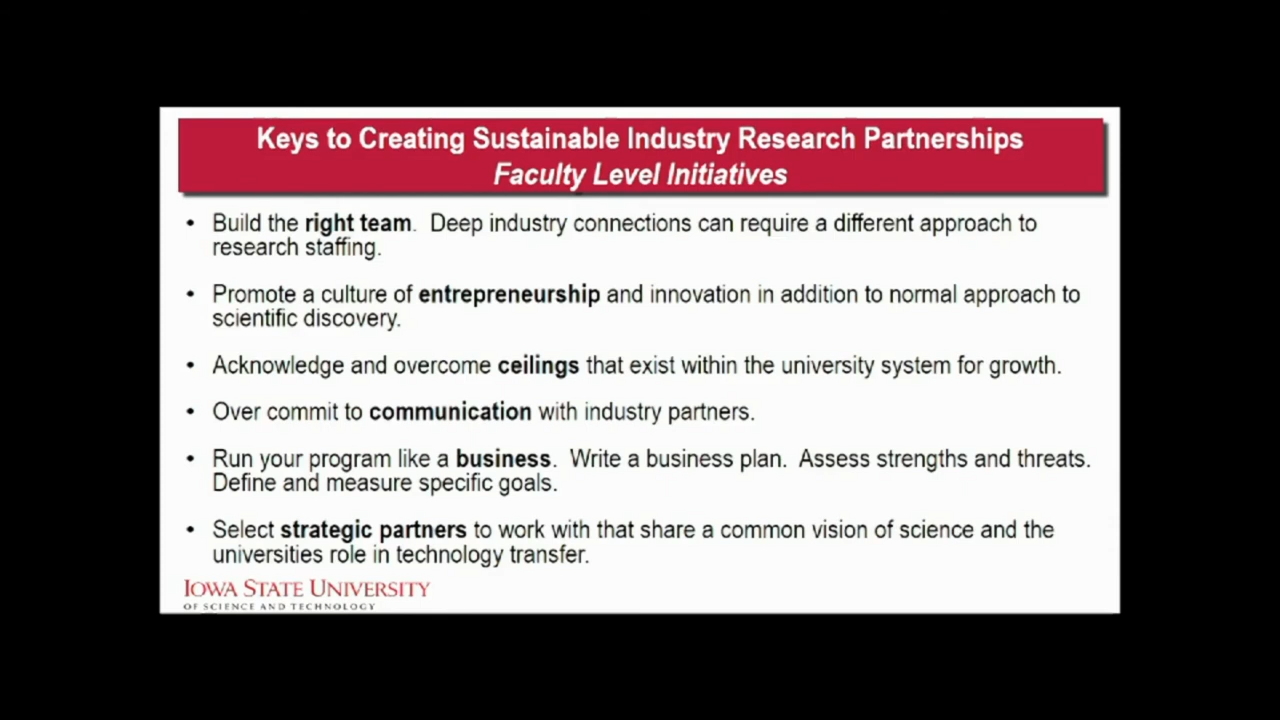 Keys to Creating Sustainable Industry Research Partnerships
Faculty Level Initiatives
• Build the right team. Deep industry connections can require a different approach to
research staffing.
• Promote a culture of entrepreneurship and innovation in addition to normal approach to
scientific discovery.
• Acknowledge and overcome ceilings that exist within the university system for growth.
• Over commit to communication with industry partners.
• Run your program like a business. Write a business plan. Assess strengths and threats.
Define and measure specific goals.
• Select strategic partners to work with that share a common vision of science and the
universities role in technology transfer.
IOWA STATE UNIVERSITY
OF SCIENCE AND TECHNOLOGY